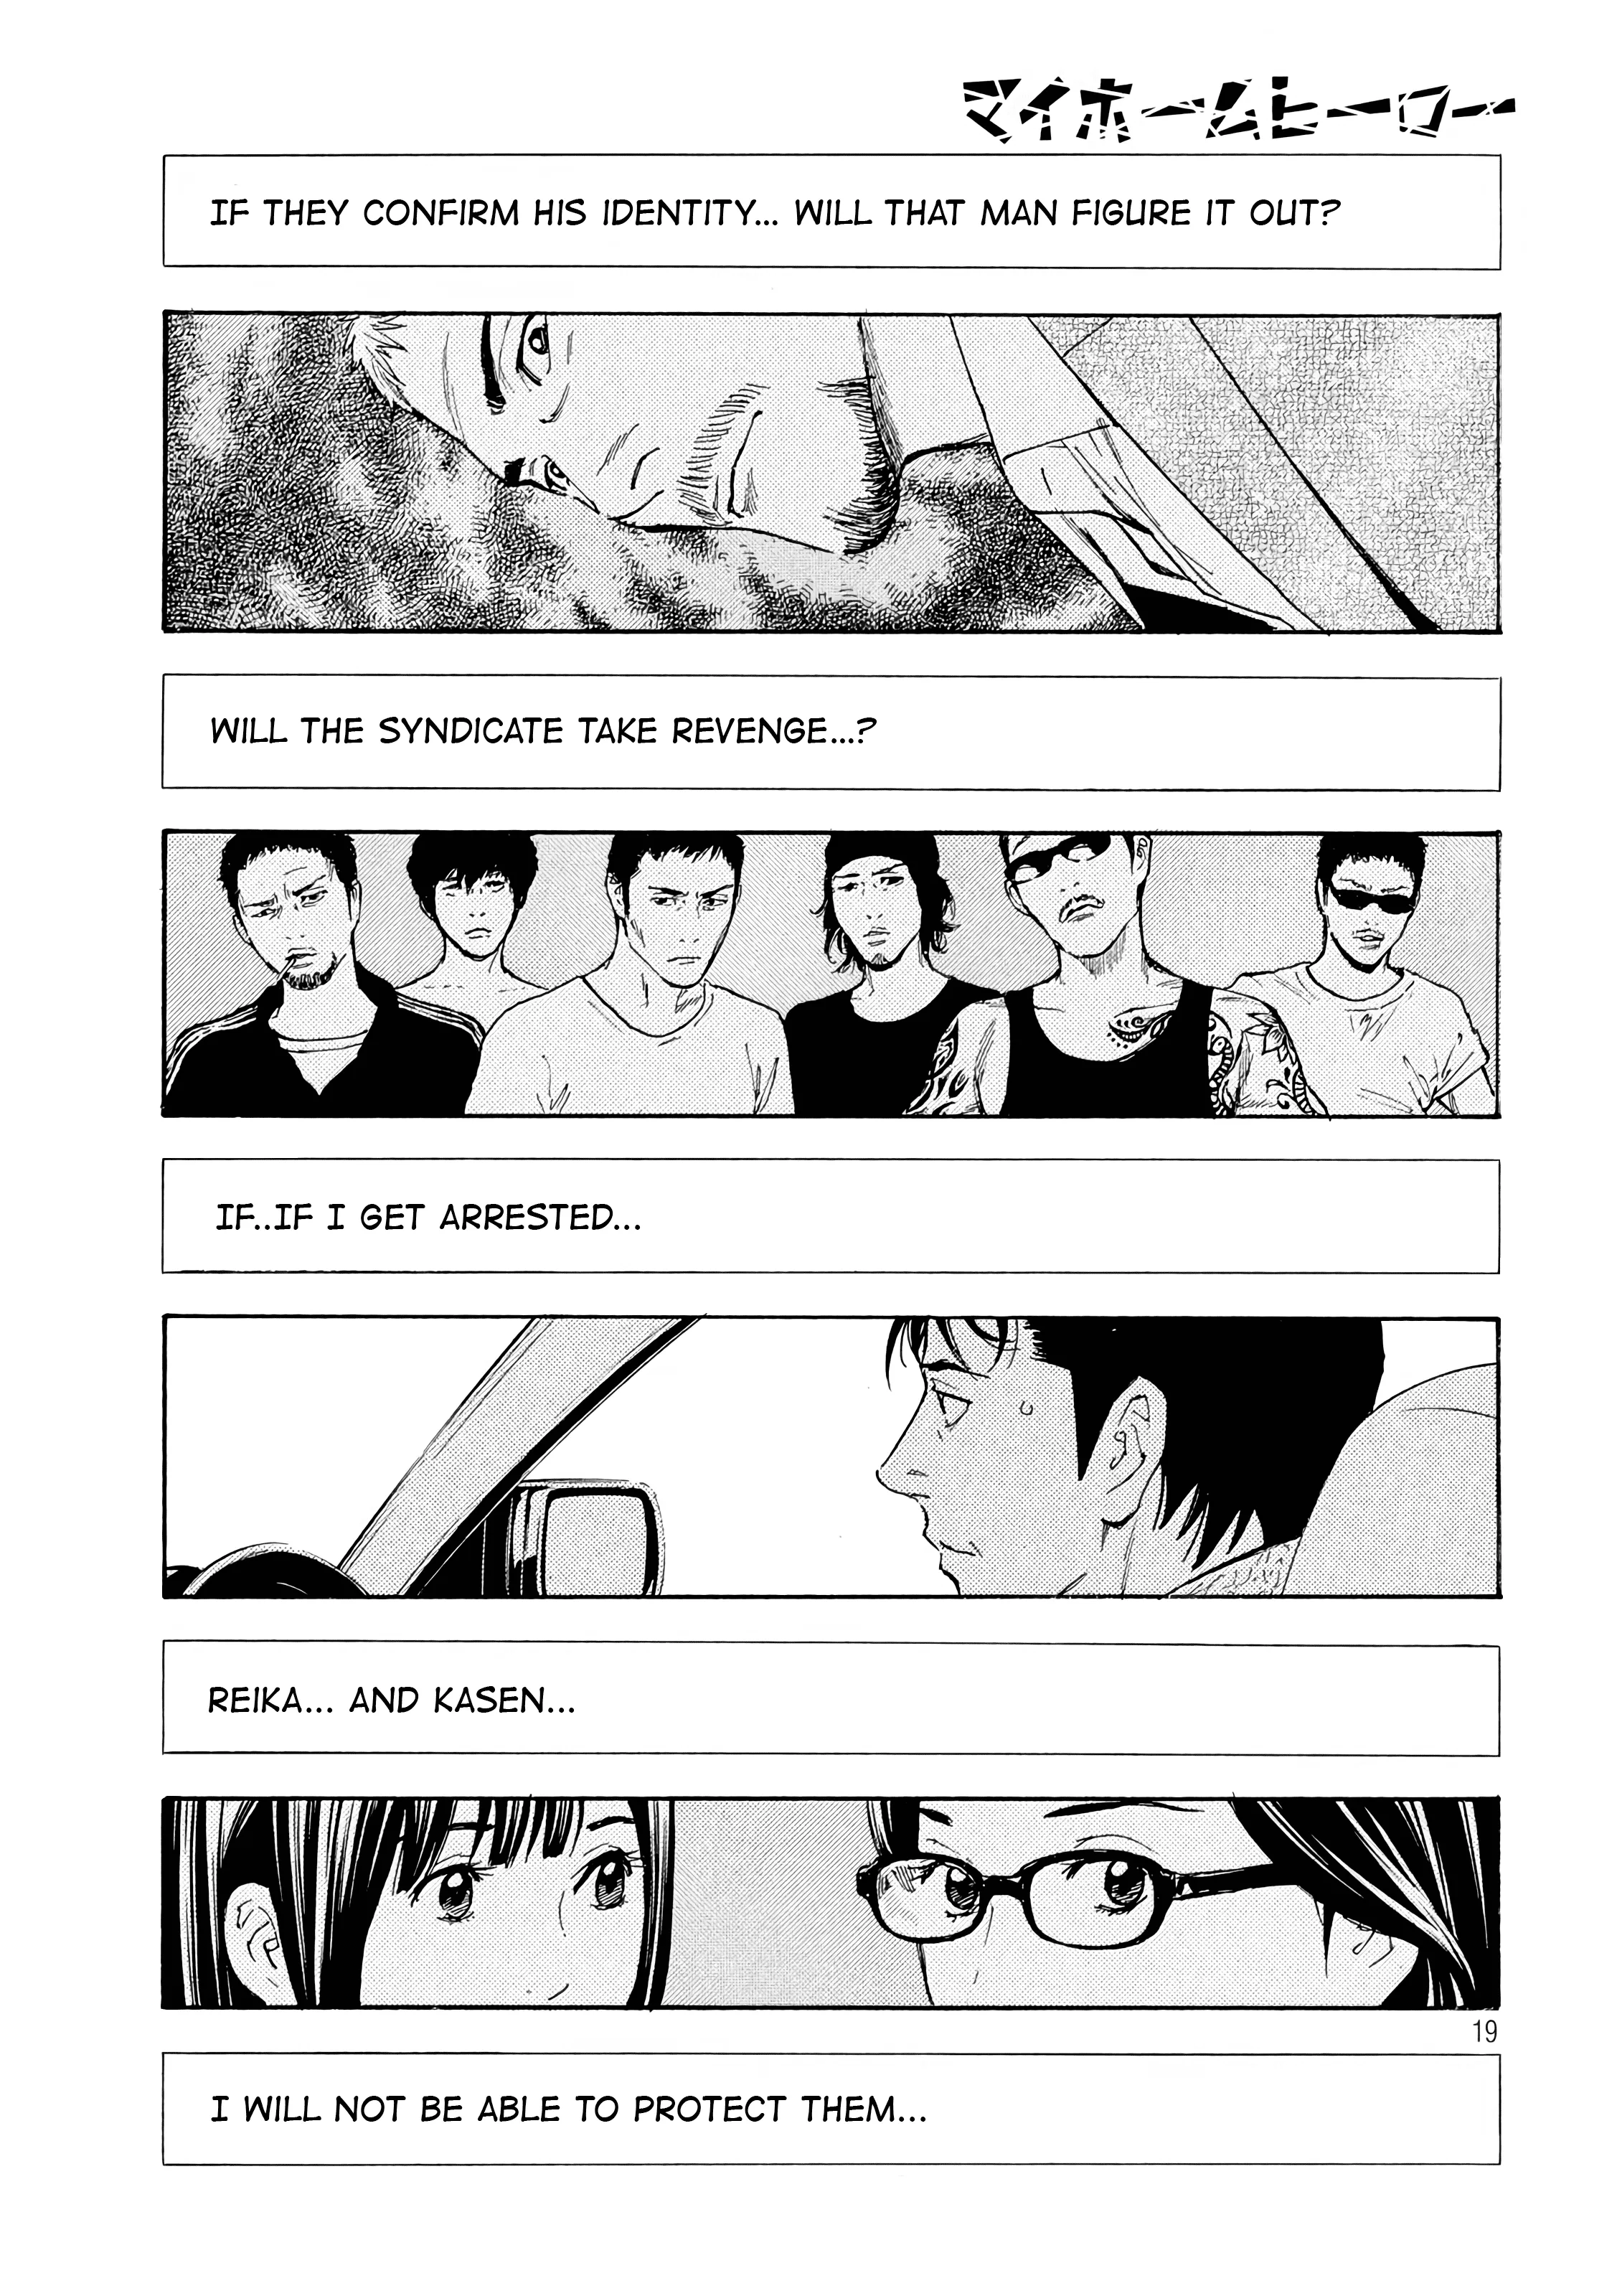 マイホームヒーロー
IF THEY CONFIRM HIS IDENTITY... WILL THAT MAN FIGURE IT OUT?
WILL THE SYNDICATE TAKE REVENGE...?
IF..IF I GET ARRESTED...
REIKA... AND KASEN...
19
I WILL NOT BE ABLE TO PROTECT THEM...